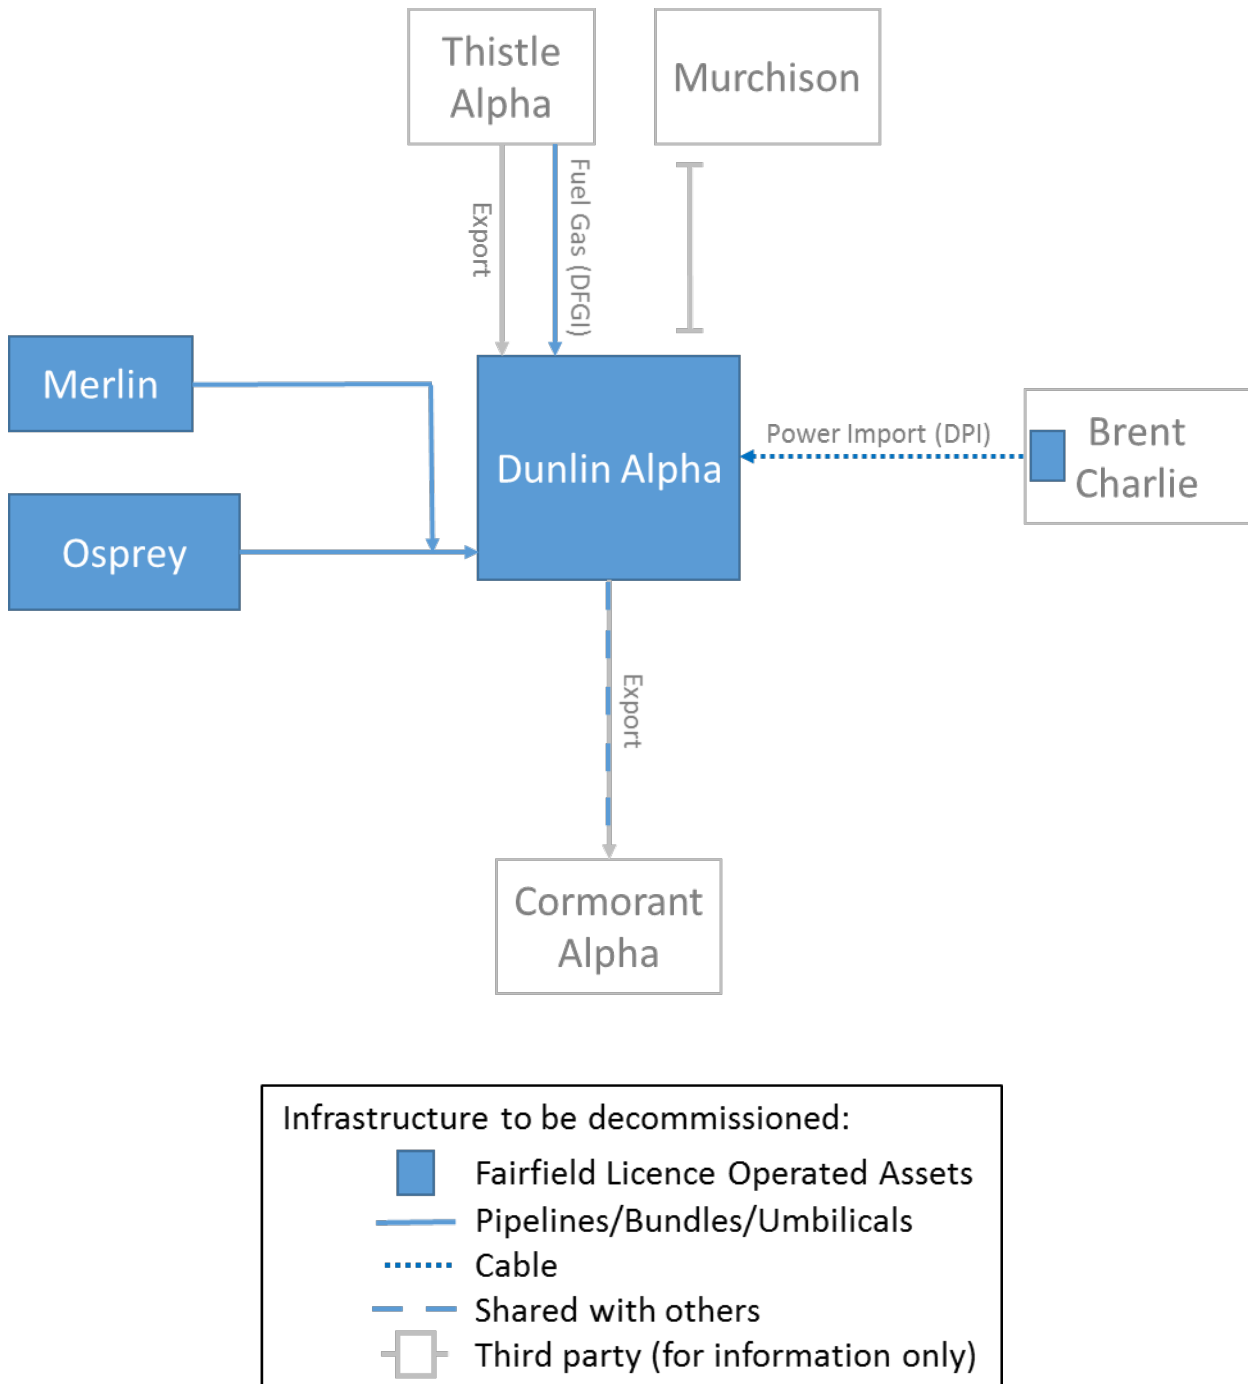 Thistle
Alpha
Murchison
Export
Fuel Gas (DFGI)
Merlin
Osprey
Dunlin Alpha
Power Import (DPI)
Brent
Charlie
Export
Cormorant
Alpha
Infrastructure to be decommissioned:
Fairfield Licence Operated Assets
Pipelines/Bundles/Umbilicals
Cable
Shared with others
Third party (for information only)